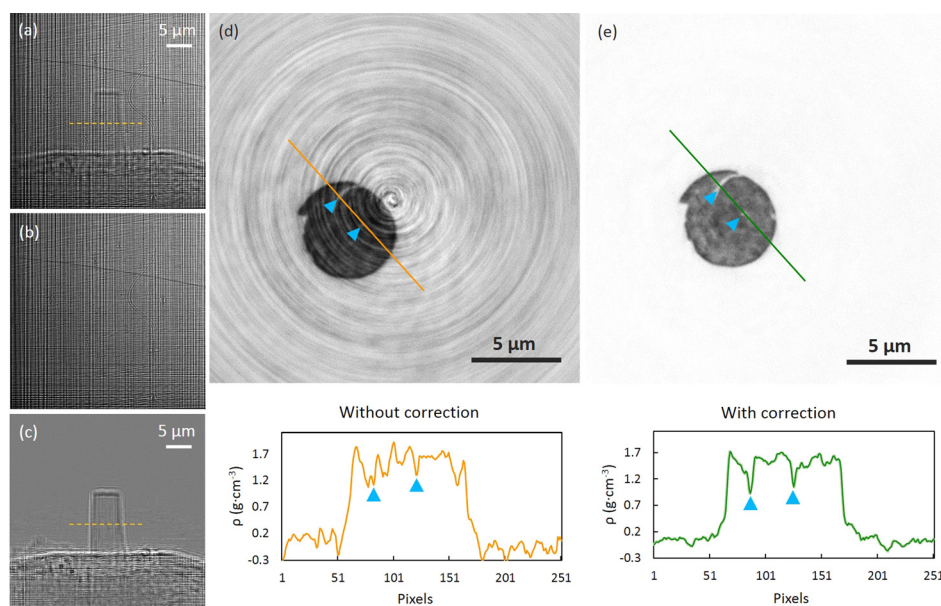 (a)
5 µm
(b)
(c)
5 µm
(d)
5 µm
(e)
5 µm
Without correction
ρ (g·cm⁻³)
1.7
1.2
0.7
0.2
-0.3
1
51
101
151
201
251
Pixels
With correction
ρ (g·cm⁻³)
1.7
1.2
0.7
0.2
-0.3
1
51
101
151
201
251
Pixels